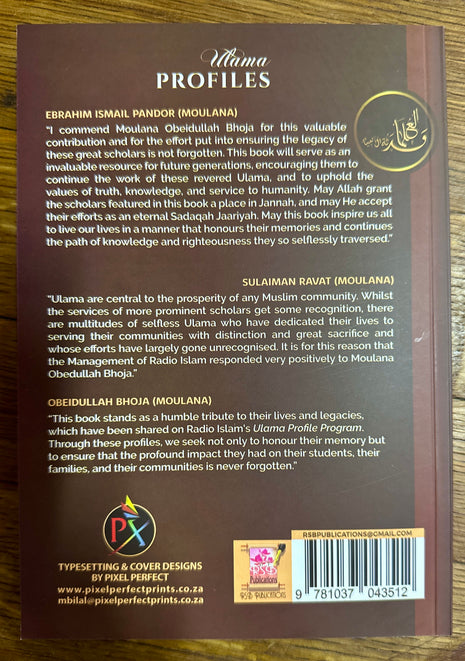 Ulama
PROFILES
EBRAHIM ISMAIL PANDOR (MOULANA)
"I commend Moulana Obeidullah Bhoja for this valuable
contribution and for the effort put into ensuring the legacy of
these great scholars is not forgotten. This book will serve as an
invaluable resource for future generations, encouraging them to
continue the work of these revered Ulama, and to uphold the
values of truth, knowledge, and service to humanity. May Allah grant
the scholars featured in this book a place in Jannah, and may He accept
their efforts as an eternal Sadaqah Jaariyah. May this book inspire us all
to live our lives in a manner that honours their memories and continues
the path of knowledge and righteousness they so selflessly traversed."
SULAIMAN RAVAT (MOULANA)
"Ulama are central to the prosperity of any Muslim community. Whilst
the services of more prominent scholars get some recognition, there
are multitudes of selfless Ulama who have dedicated their lives to
serving their communities with distinction and great sacrifice and
whose efforts have largely gone unrecognised. It is for this reason that
the Management of Radio Islam responded very positively to Moulana
Obedullah Bhoja."
OBEIDULLAH BHOJA (MOULANA)
"This book stands as a humble tribute to their lives and legacies,
which have been shared on Radio Islam's Ulama Profile Program.
Through these profiles, we seek not only to honour their memory but
to ensure that the profound impact they had on their students, their
families, and their communities is never forgotten."
PX
TYPESETTING & COVER DESIGNS
BY PIXEL PERFECT
www.pixelperfectprints.co.za
mbilal@pixelperfectprints.co.za
RSB
Publications
RSB PUBLICATIONS
RSBPUBLICATIONS@GMAIL.COM
9 781037 043512